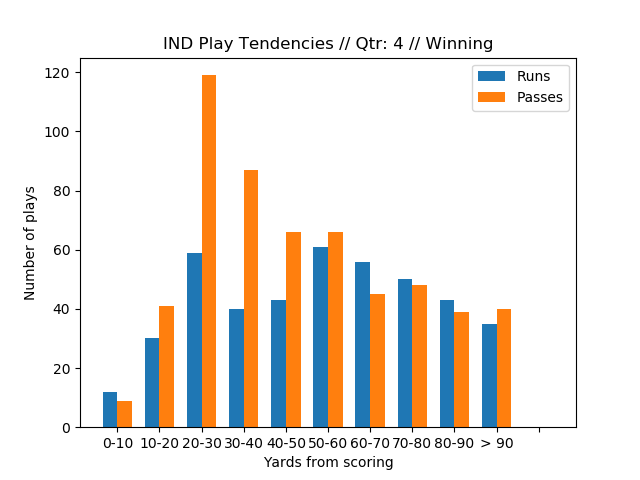 IND Play Tendencies // Qtr: 4 // Winning
Runs
Passes
Number of plays
120
100
80
60
40
20
0
0-10 10-20 20-30 30-40 40-50 50-60 60-70 70-80 80-90 > 90
Yards from scoring